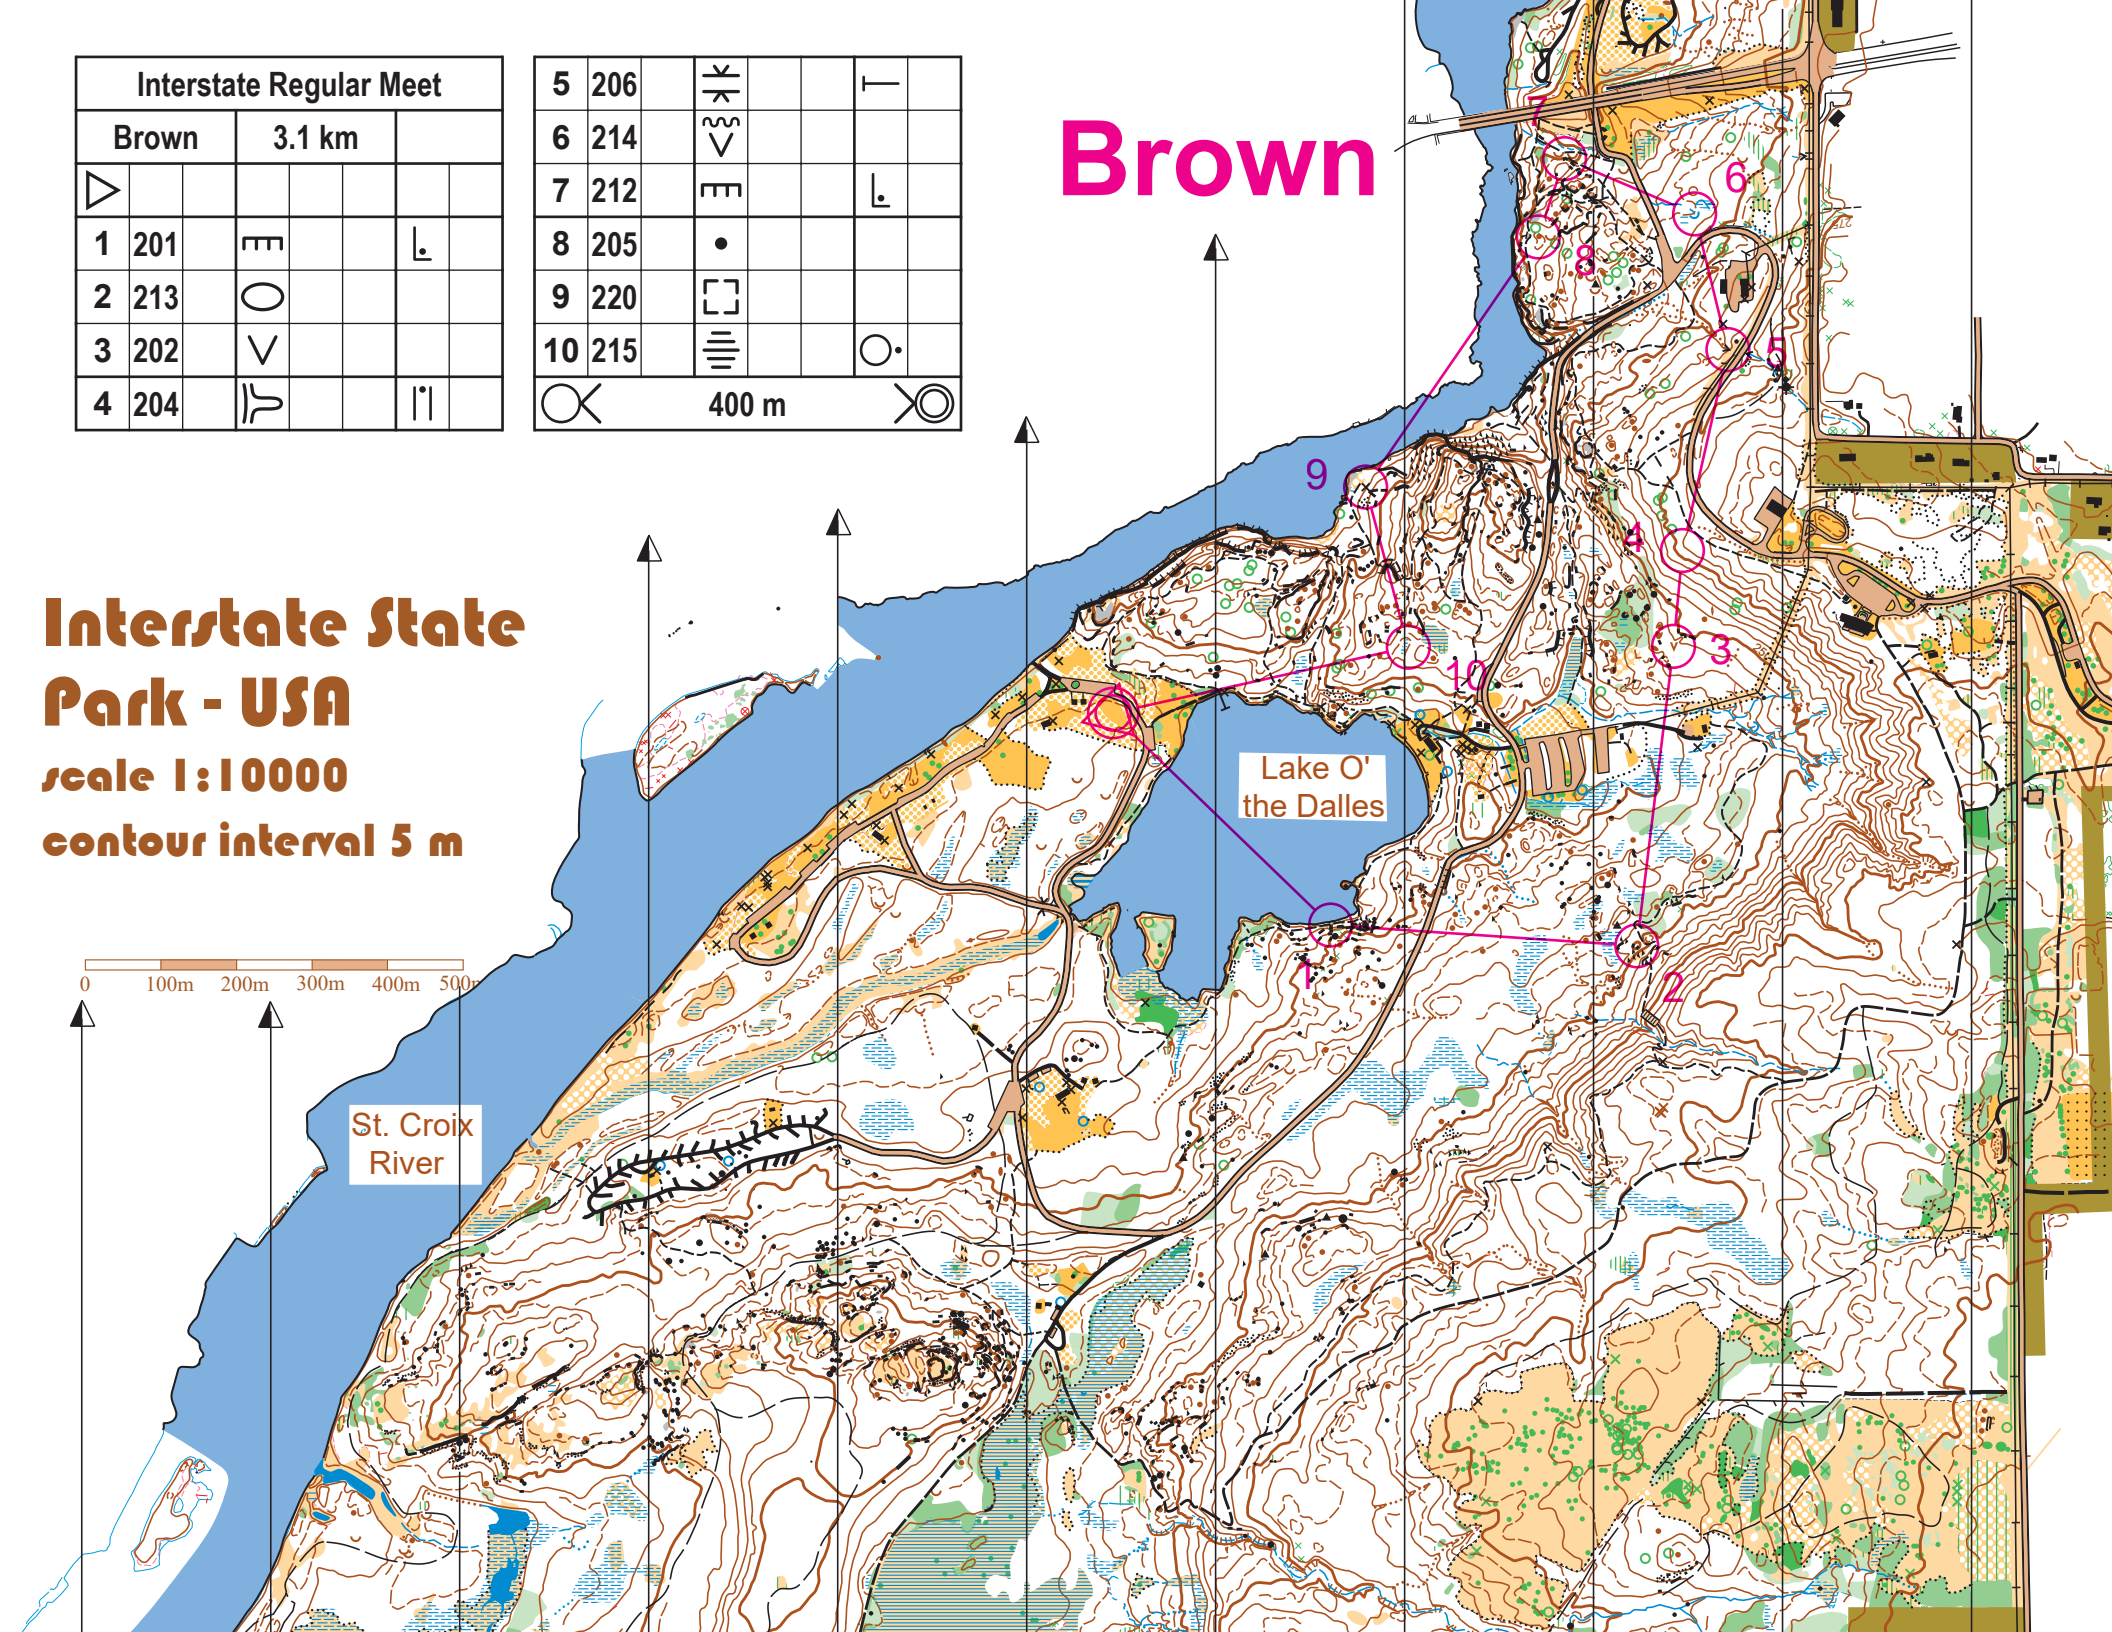 Interstate Regular Meet
Brown 3.1 km
1 201
2 213
3 202
4 204
5 206
6 214
7 212
8 205
9 220
10 215
400 m
Brown
7
6
8
5
9
4
3
10
1
2
Interstate State
Park - USA
scale 1:10000
contour interval 5 m
0 100m 200m 300m 400m 500m
Lake O'
the Dalles
St. Croix
River